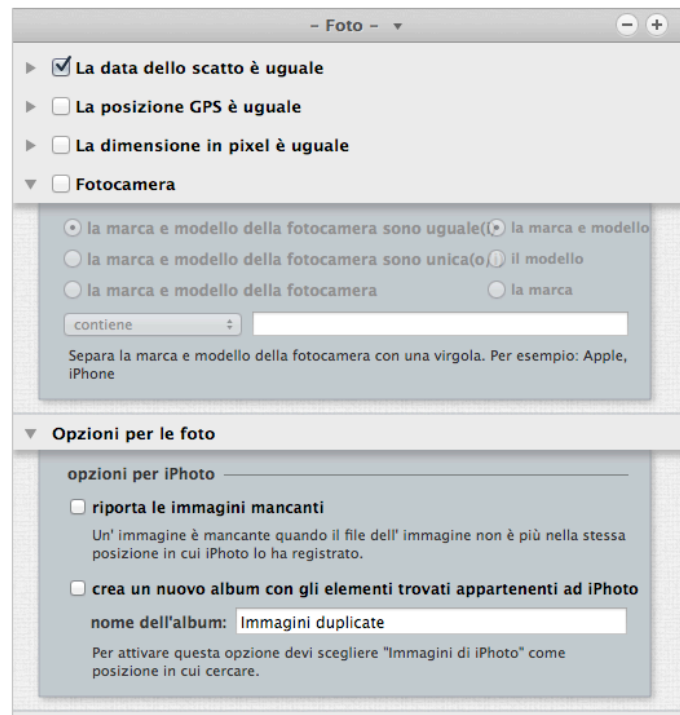 – Foto –
La data dello scatto è uguale
La posizione GPS è uguale
La dimensione in pixel è uguale
Fotocamera
la marca e modello della fotocamera sono uguale(i) la marca e modello
la marca e modello della fotocamera sono unica(o, il modello
la marca e modello della fotocamera la marca
contiene
Separa la marca e modello della fotocamera con una virgola. Per esempio: Apple,
iPhone
Opzioni per le foto
opzioni per iPhoto
riporta le immagini mancanti
Un' immagine è mancante quando il file dell' immagine non è più nella stessa
posizione in cui iPhoto lo ha registrato.
crea un nuovo album con gli elementi trovati appartenenti ad iPhoto
nome dell'album: Immagini duplicate
Per attivare questa opzione devi scegliere "Immagini di iPhoto" come
posizione in cui cercare.